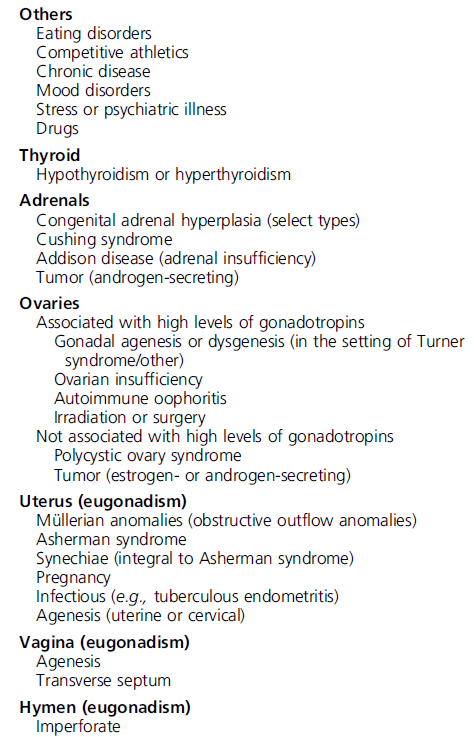 Others
Eating disorders
Competitive athletics
Chronic disease
Mood disorders
Stress or psychiatric illness
Drugs
Thyroid
Hypothyroidism or hyperthyroidism
Adrenals
Congenital adrenal hyperplasia (select types)
Cushing syndrome
Addison disease (adrenal insufficiency)
Tumor (androgen-secreting)
Ovaries
Associated with high levels of gonadotropins
Gonadal agenesis or dysgenesis (in the setting of Turner
syndrome/other)
Ovarian insufficiency
Autoimmune oophoritis
Irradiation or surgery
Not associated with high levels of gonadotropins
Polycystic ovary syndrome
Tumor (estrogen- or androgen-secreting)
Uterus (eugonadism)
Müllerian anomalies (obstructive outflow anomalies)
Asherman syndrome
Synechiae (integral to Asherman syndrome)
Pregnancy
Infectious (e.g., tuberculous endometritis)
Agenesis (uterine or cervical)
Vagina (eugonadism)
Agenesis
Transverse septum
Hymen (eugonadism)
Imperforate